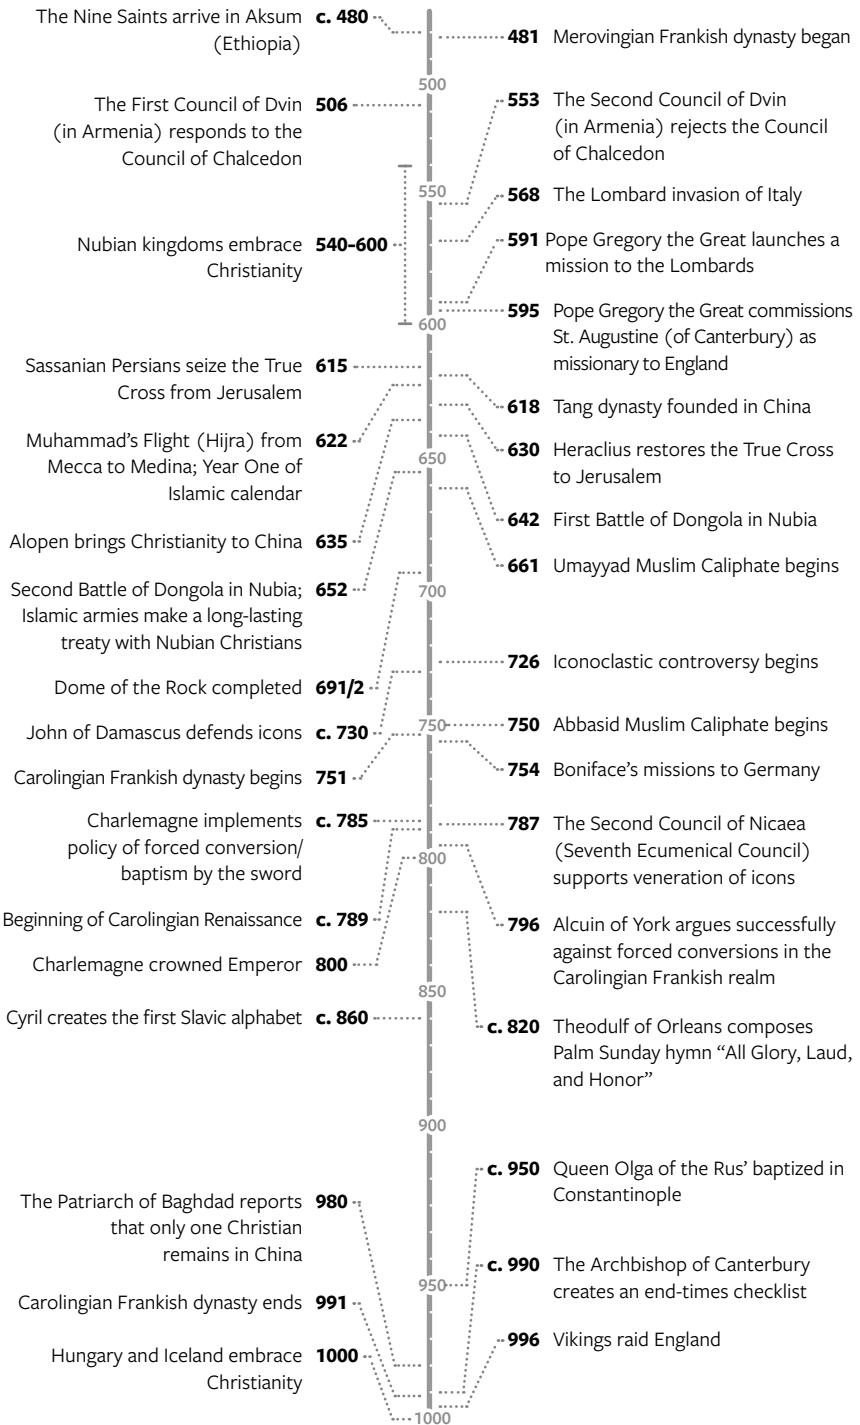 The Nine Saints arrive in Aksum c. 480
(Ethiopia)
481 Merovingian Frankish dynasty began
500
The First Council of Dvin 506
(in Armenia) responds to the
Council of Chalcedon
553 The Second Council of Dvin
(in Armenia) rejects the Council
of Chalcedon
550
568 The Lombard invasion of Italy
Nubian kingdoms embrace 540-600
Christianity
591 Pope Gregory the Great launches a
mission to the Lombards
595 Pope Gregory the Great commissions
St. Augustine (of Canterbury) as
missionary to England
600
Sassanian Persians seize the True 615
Cross from Jerusalem
618 Tang dynasty founded in China
Muhammad's Flight (Hijra) from 622
Mecca to Medina; Year One of
Islamic calendar
630 Heraclius restores the True Cross
to Jerusalem
650
642 First Battle of Dongola in Nubia
Alopen brings Christianity to China 635
661 Umayyad Muslim Caliphate begins
Second Battle of Dongola in Nubia; 652
Islamic armies make a long-lasting
treaty with Nubian Christians
700
726 Iconoclastic controversy begins
Dome of the Rock completed 691/2
John of Damascus defends icons c. 730
750
750 Abbasid Muslim Caliphate begins
Carolingian Frankish dynasty begins 751
754 Boniface's missions to Germany
Charlemagne implements c. 785
policy of forced conversion/
baptism by the sword
787 The Second Council of Nicaea
(Seventh Ecumenical Council)
supports veneration of icons
800
Beginning of Carolingian Renaissance c. 789
796 Alcuin of York argues successfully
against forced conversions in the
Carolingian Frankish realm
Charlemagne crowned Emperor 800
850
Cyril creates the first Slavic alphabet c. 860
c. 820 Theodulf of Orleans composes
Palm Sunday hymn “All Glory, Laud,
and Honor”
900
c. 950 Queen Olga of the Rus’ baptized in
Constantinople
The Patriarch of Baghdad reports 980
that only one Christian
remains in China
c. 990 The Archbishop of Canterbury
creates an end-times checklist
950
Carolingian Frankish dynasty ends 991
996 Vikings raid England
Hungary and Iceland embrace 1000
Christianity
1000